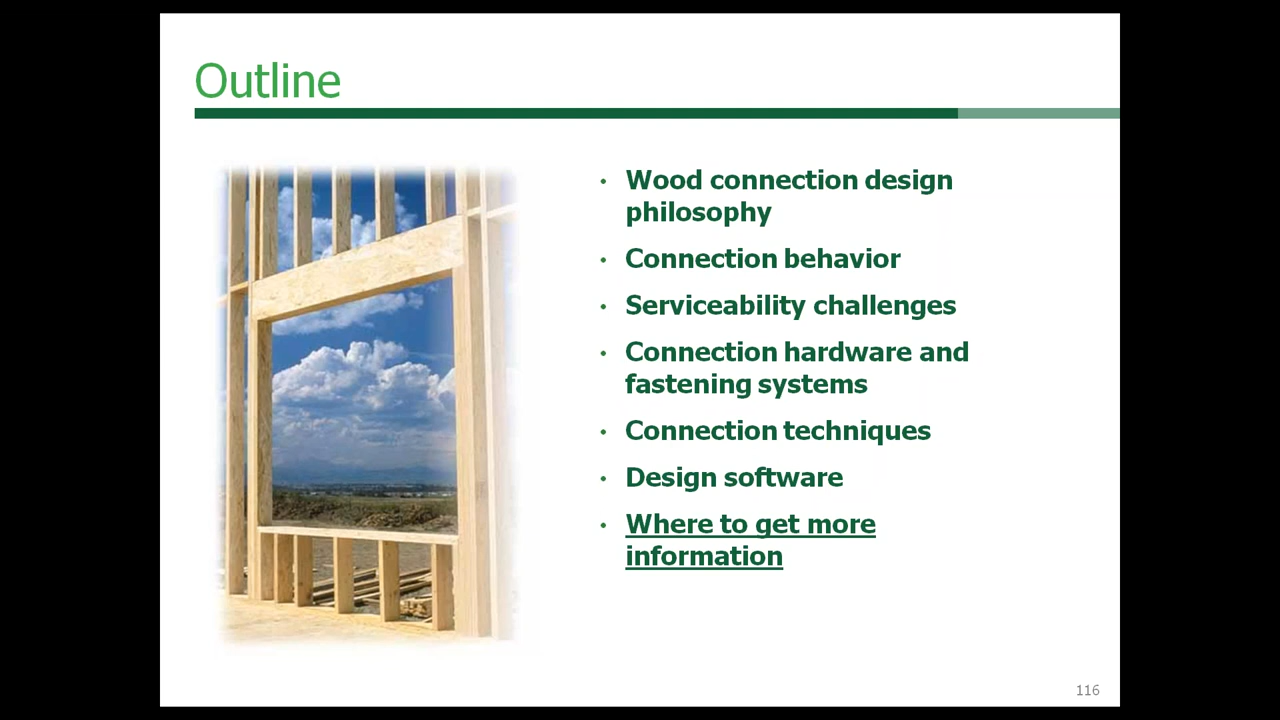 Outline
• Wood connection design
philosophy
• Connection behavior
• Serviceability challenges
• Connection hardware and
fastening systems
• Connection techniques
• Design software
• Where to get more
information
116